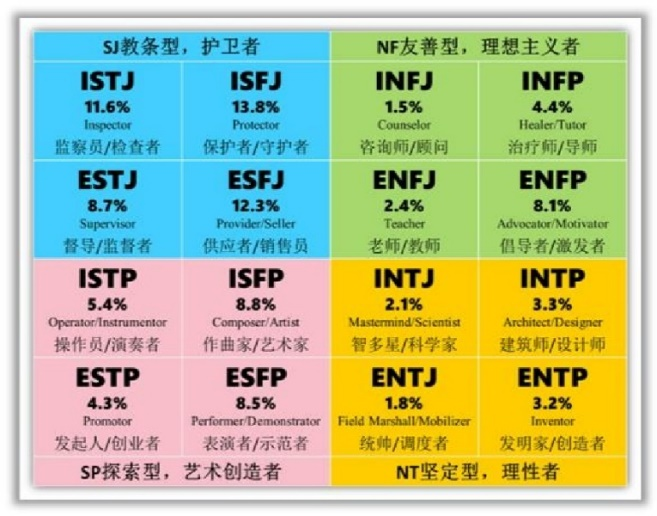 SJ教条型，护卫者
NF友善型，理想主义者
ISTJ
11.6%
Inspector
监察员/检查者
ISFJ
13.8%
Protector
保护者/守护者
INFJ
1.5%
Counselor
咨询师/顾问
INFP
4.4%
Healer/Tutor
治疗师/导师
ESTJ
8.7%
Supervisor
督导/监督者
ESFJ
12.3%
Provider/Seller
供应者/销售员
ENFJ
2.4%
Teacher
老师/教师
ENFP
8.1%
Advocator/Motivator
倡导者/激发者
ISTP
5.4%
Operator/Instrumentor
操作员/演奏者
ISFP
8.8%
Composer/Artist
作曲家/艺术家
INTJ
2.1%
Mastermind/Scientist
智多星/科学家
INTP
3.3%
Architect/Designer
建筑师/设计师
ESTP
4.3%
Promotor
发起人/创业者
ESFP
8.5%
Performer/Demonstrator
表演者/示范者
ENTJ
1.8%
Field Marshall/Mobilizer
统帅/调度者
ENTP
3.2%
Inventor
发明家/创造者
SP探索型，艺术创造者
NT坚定型，理性者